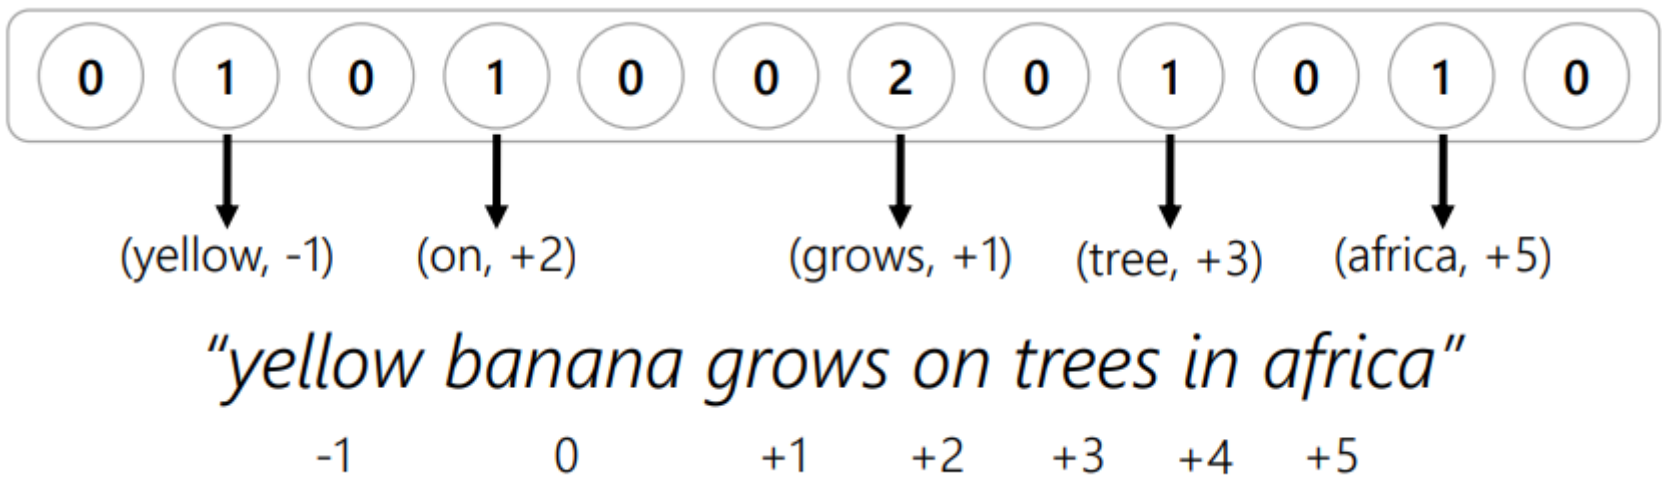 0 1 0 1 0 0 2 0 1 0 1 0
(yellow, -1) (on, +2) (grows, +1) (tree, +3) (africa, +5)
“yellow banana grows on trees in africa”
-1 0 +1 +2 +3 +4 +5